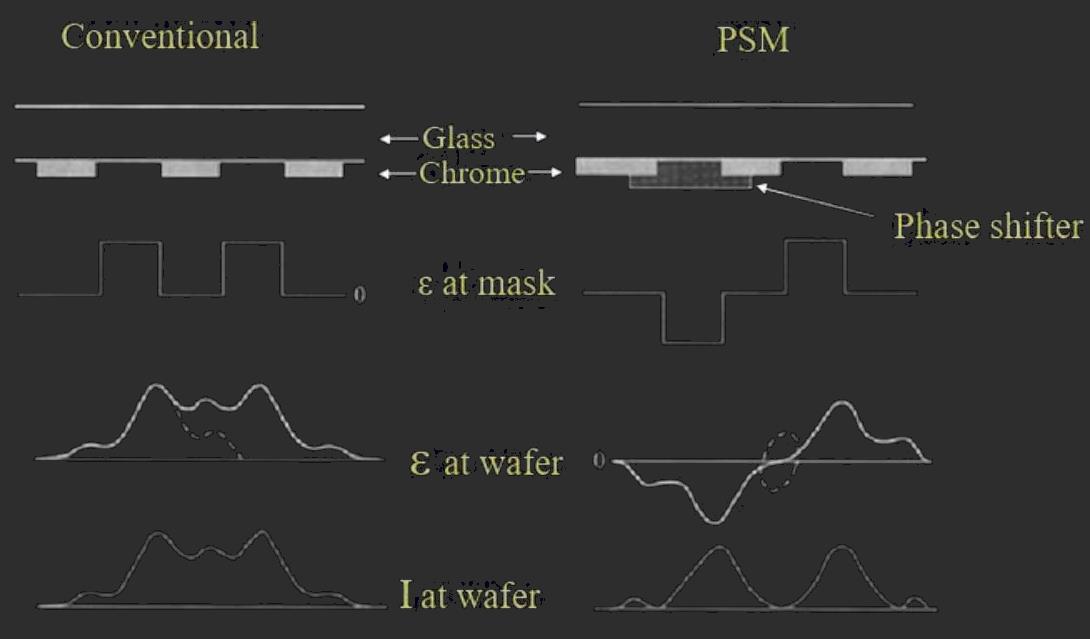 Conventional
PSM
Glass
Chrome
Phase shifter
ε at mask
0
ε at wafer
0
I at wafer